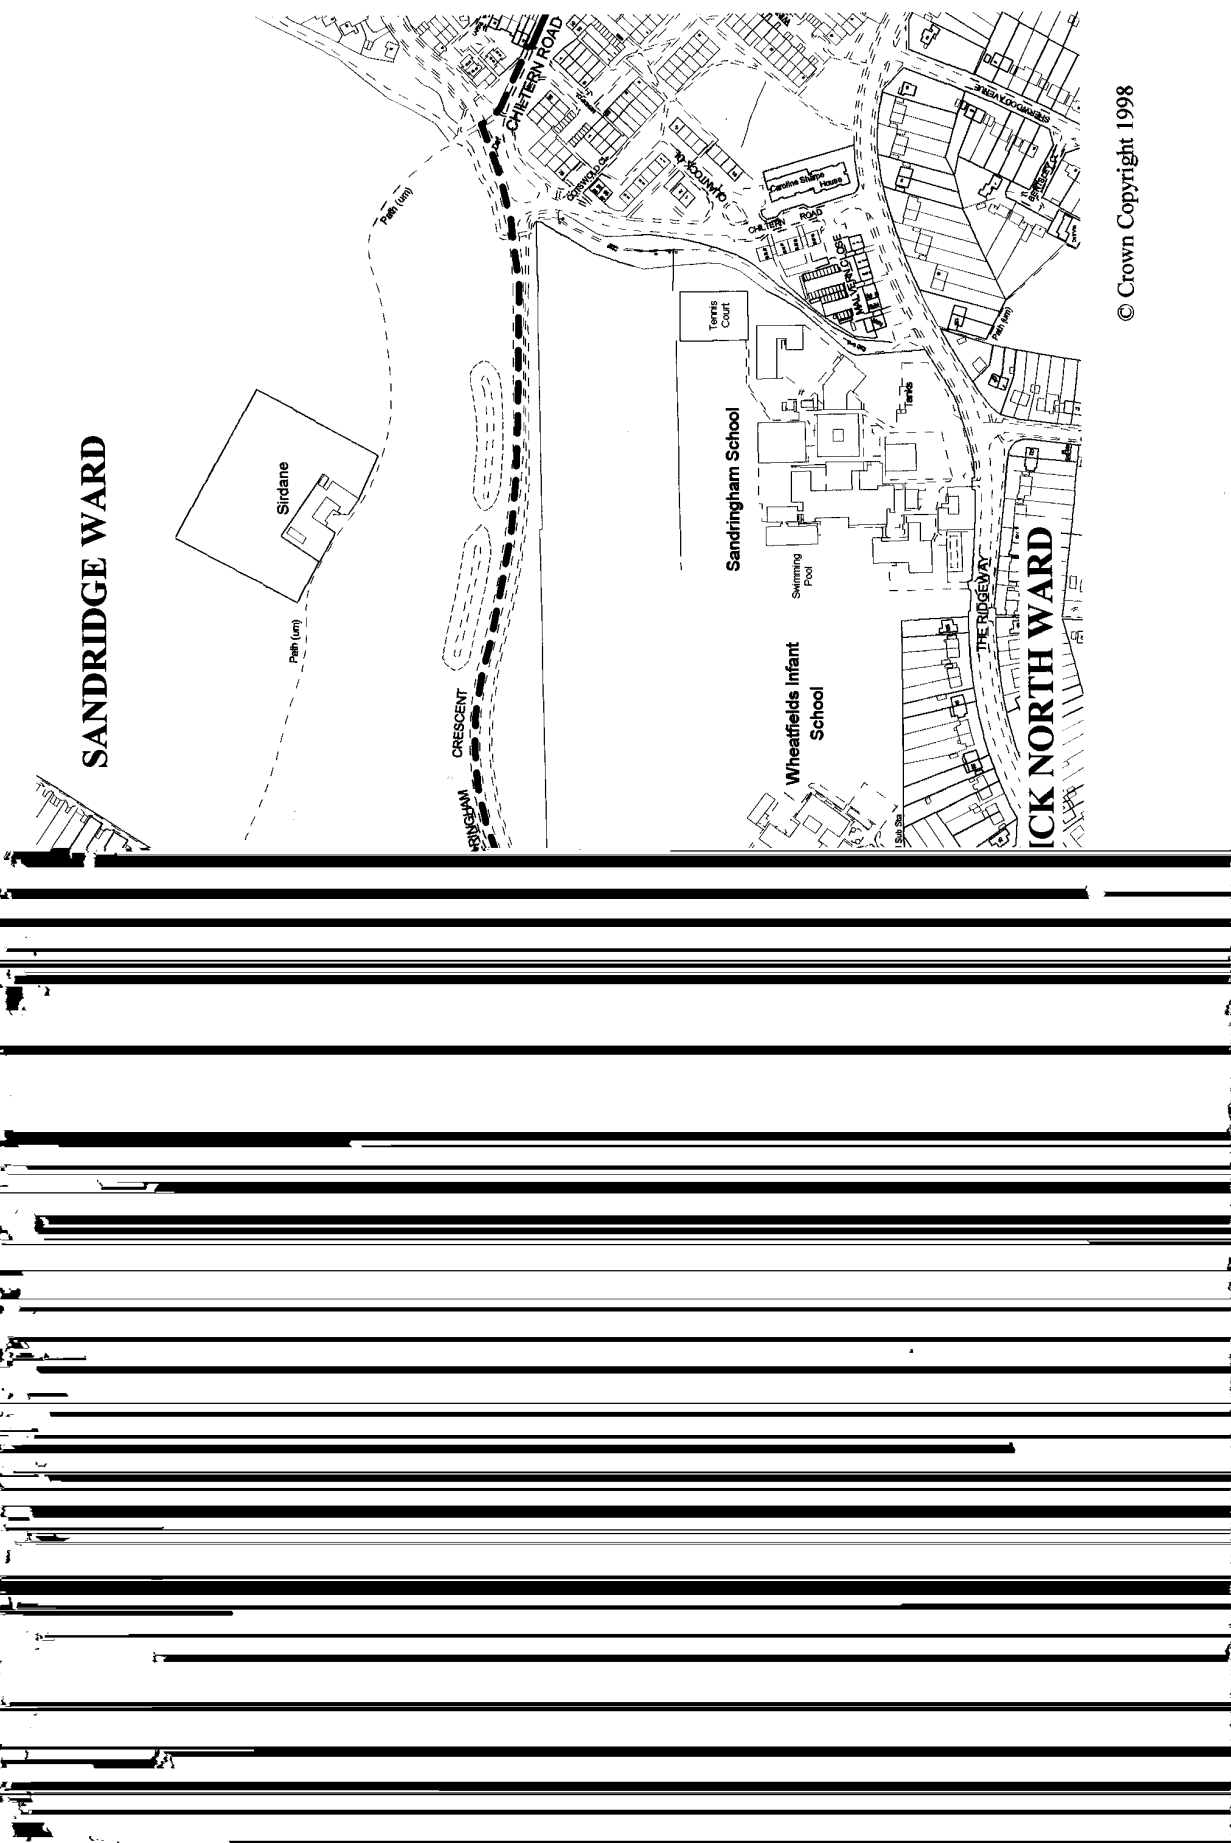 SANDRIDGE WARD
Sirdane
Path (um)
Path (um)
CRESCENT
RINGHAM
CHILTERN ROAD
Def
COTSWOLD CL
QUANTOCK CL
Caroline Sharpe
House
CHILTERN ROAD
MALVERN CLOSE
Tennis
Court
Sandringham School
Tanks
Swimming
Pool
Wheatfields Infant
School
THE RIDGEWAY
SHERWOOD AVENUE
Path (um)
l Sub Sta
ICK NORTH WARD
© Crown Copyright 1998